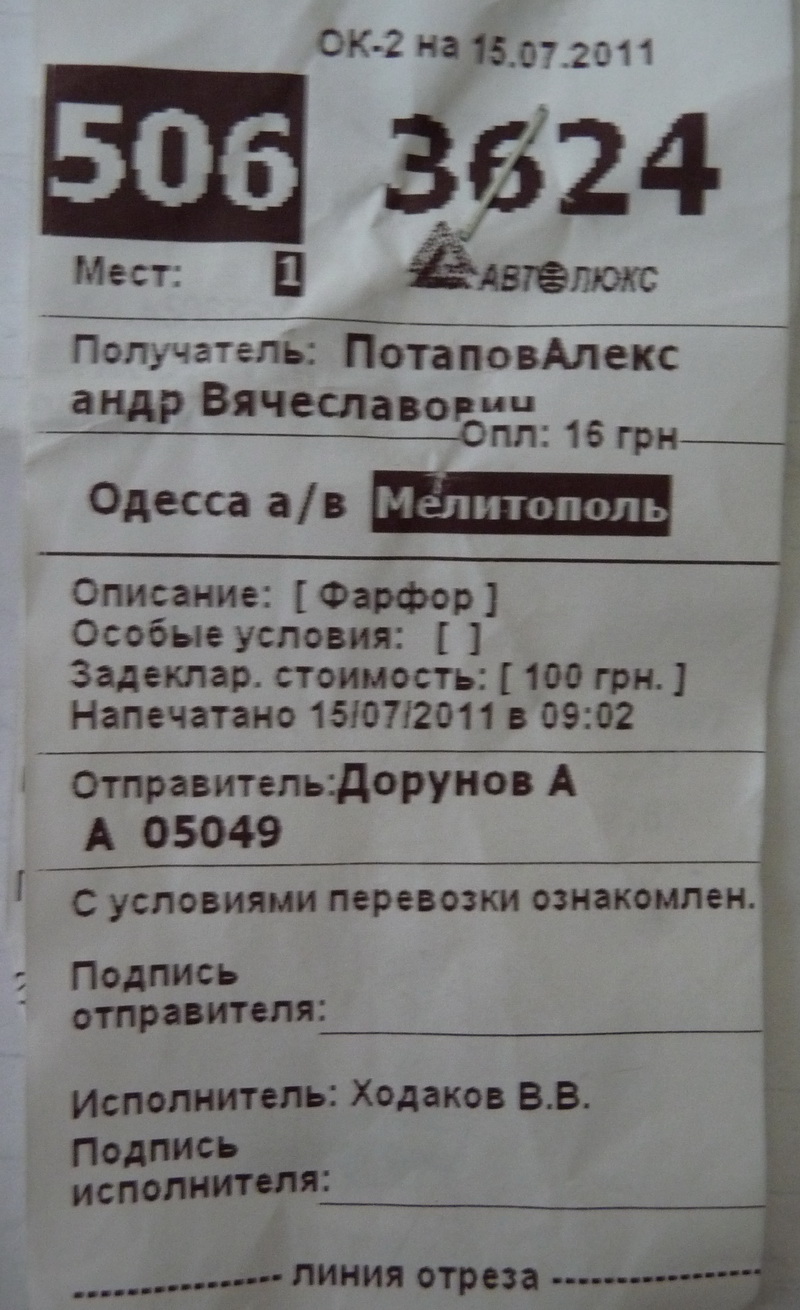 ОК-2 на 15.07.2011
506 3624
Мест: 1 АВТОЛЮКС
Получатель: ПотаповАлекс
андр Вячеславович
Опл: 16 грн
Одесса а/в Мелитополь
Описание: [ Фарфор ]
Особые условия: [ ]
Задеклар. стоимость: [ 100 грн. ]
Напечатано 15/07/2011 в 09:02
Отправитель:Дорунов А
А 05049
С условиями перевозки ознакомлен.
Подпись
отправителя:
Исполнитель: Ходаков В.В.
Подпись
исполнителя:
линия отреза